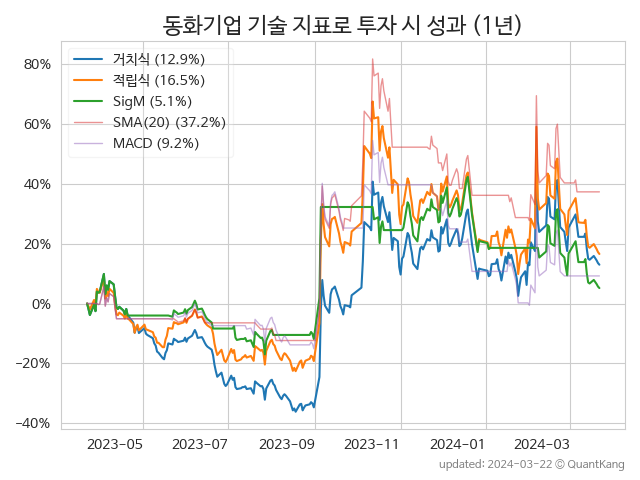 동화기업 기술 지표로 투자 시 성과 (1년)
거치식 (12.9%)
적립식 (16.5%)
SigM (5.1%)
SMA(20) (37.2%)
MACD (9.2%)
80%
60%
40%
20%
0%
−20%
−40%
2023-05 2023-07 2023-09 2023-11 2024-01 2024-03
updated: 2024-03-22 © QuantKang